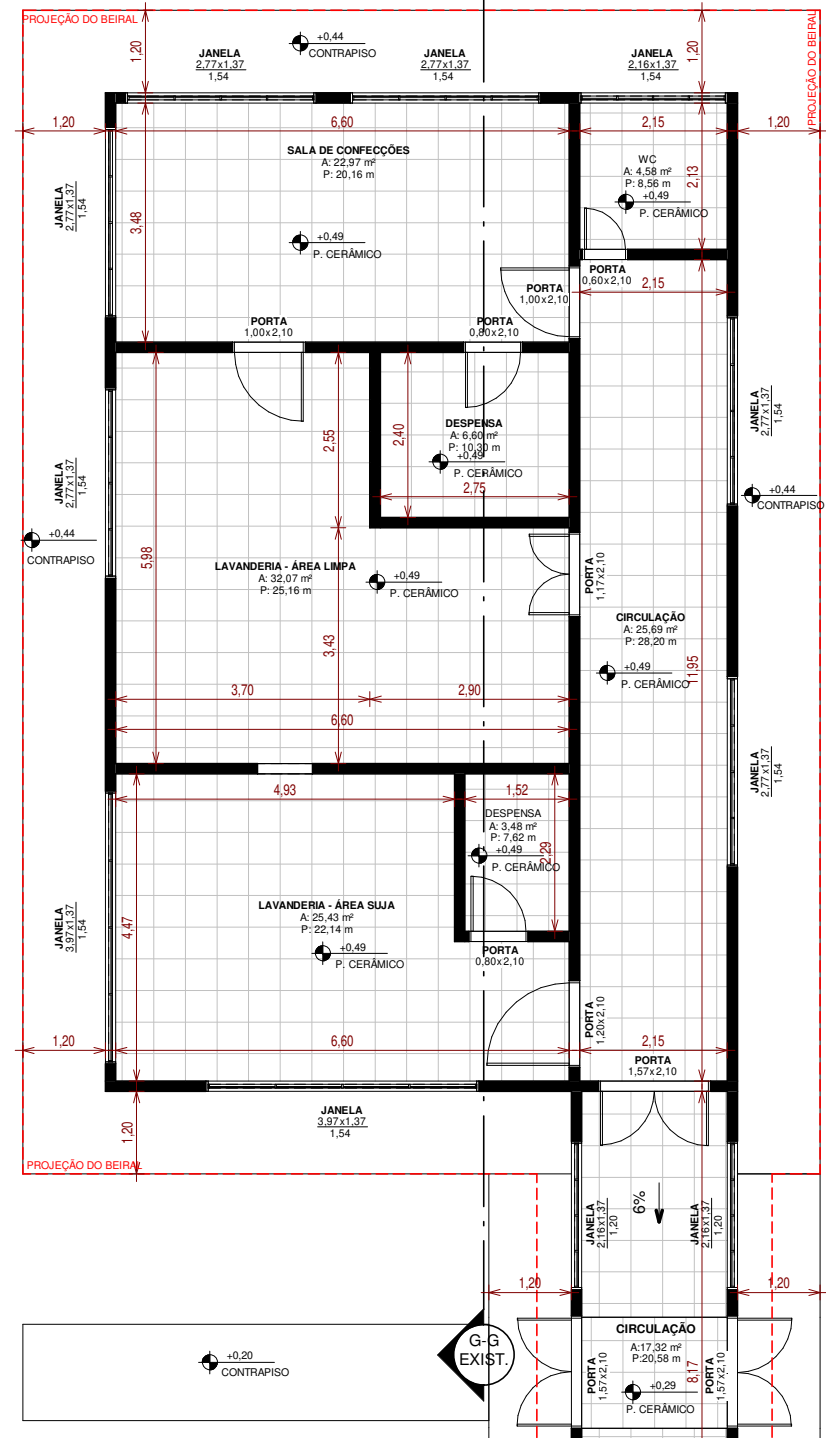 PROJEÇÃO DO BEIRAL
PROJEÇÃO DO BEIRAL
1,20
+0,44
CONTRAPISO
JANELA
2,77x1,37
1,54
JANELA
2,77x1,37
1,54
JANELA
2,16x1,37
1,54
1,20
1,20
6,60
2,15
1,20
SALA DE CONFECÇÕES
A: 22,97 m²
P: 20,16 m
WC
A: 4,58 m²
P: 8,56 m
+0,49
P. CERÂMICO
2,13
JANELA
2,77x1,37
1,54
3,48
+0,49
P. CERÂMICO
PORTA
0,60x2,10
2,15
PORTA
1,00x2,10
PORTA
1,00x2,10
PORTA
0,80x2,10
2,55
2,40
DESPENSA
A: 6,60 m²
P: 10,30 m
+0,49
P. CERÂMICO
2,75
JANELA
2,77x1,37
1,54
JANELA
2,77x1,37
1,54
+0,44
CONTRAPISO
+0,44
CONTRAPISO
5,98
LAVANDERIA - ÁREA LIMPA
A: 32,07 m²
P: 25,16 m
+0,49
P. CERÂMICO
PORTA
1,17x2,10
CIRCULAÇÃO
A: 25,69 m²
P: 28,20 m
+0,49
P. CERÂMICO
11,95
3,43
3,70
2,90
6,60
JANELA
2,77x1,37
1,54
4,93
1,52
DESPENSA
A: 3,48 m²
P: 7,62 m
+0,49
P. CERÂMICO
2,29
JANELA
3,97x1,37
1,54
4,47
LAVANDERIA - ÁREA SUJA
A: 25,43 m²
P: 22,14 m
+0,49
P. CERÂMICO
PORTA
0,80x2,10
PORTA
1,20x2,10
1,20
6,60
2,15
PORTA
1,57x2,10
JANELA
3,97x1,37
1,54
1,20
PROJEÇÃO DO BEIRAL
JANELA
2,16x1,37
1,20
6%
JANELA
2,16x1,37
1,20
1,20
1,20
G-G
EXIST.
+0,20
CONTRAPISO
CIRCULAÇÃO
A:17,32 m²
P:20,58 m
+0,29
P. CERÂMICO
PORTA
1,57x2,10
8,17
PORTA
1,57x2,10